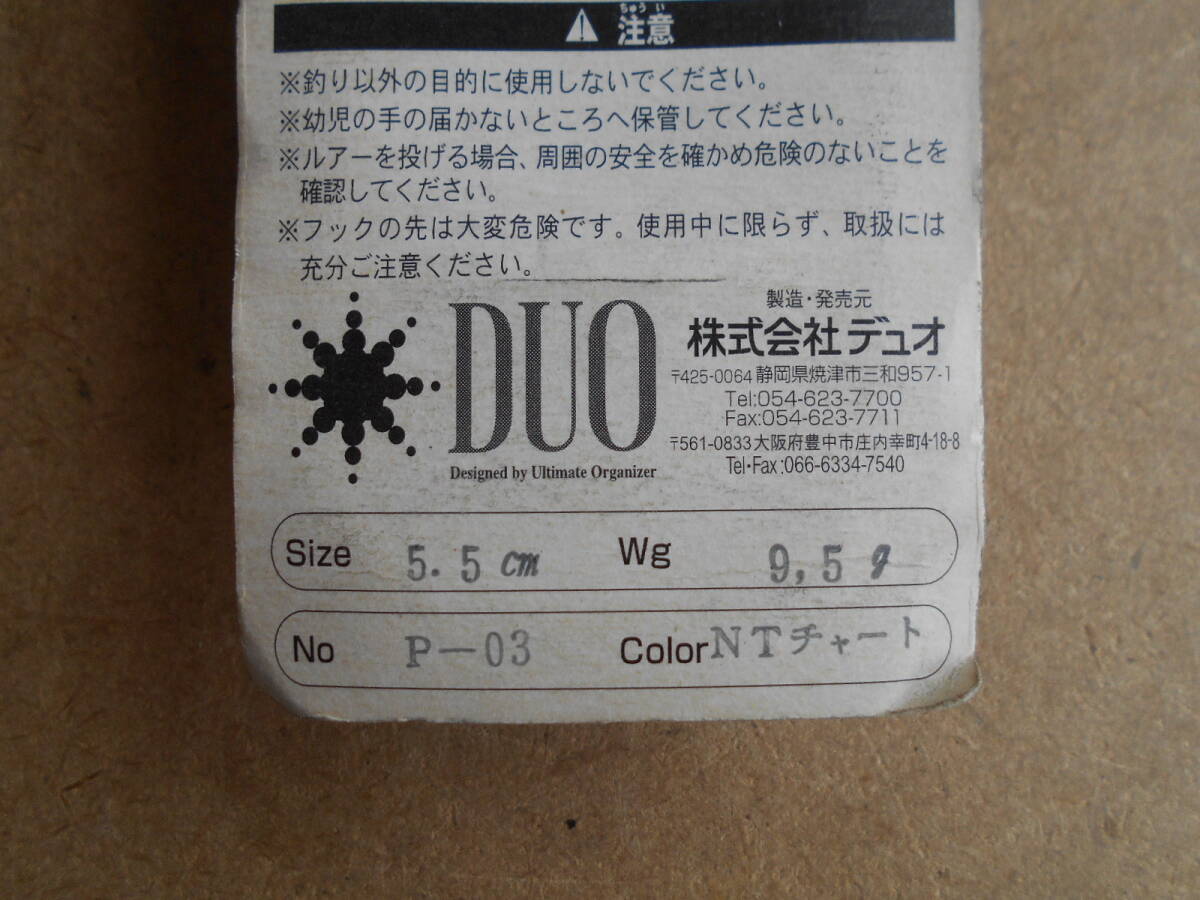 ちゅうい
注意
※釣り以外の目的に使用しないでください。
※幼児の手の届かないところへ保管してください。
※ルアーを投げる場合、周囲の安全を確かめ危険のないことを
確認してください。
※フックの先は大変危険です。使用中に限らず、取扱には
充分ご注意ください。
DUO
Designed by Ultimate Organizer
製造・発売元
株式会社デュオ
〒425-0064 静岡県焼津市三和957-1
Tel:054-623-7700
Fax:054-623-7711
〒561-0833 大阪府豊中市庄内幸町4-18-8
Tel・Fax:066-6334-7540
Size 5.5 cm Wg 9,5 g
No P-03 Color NTチャート